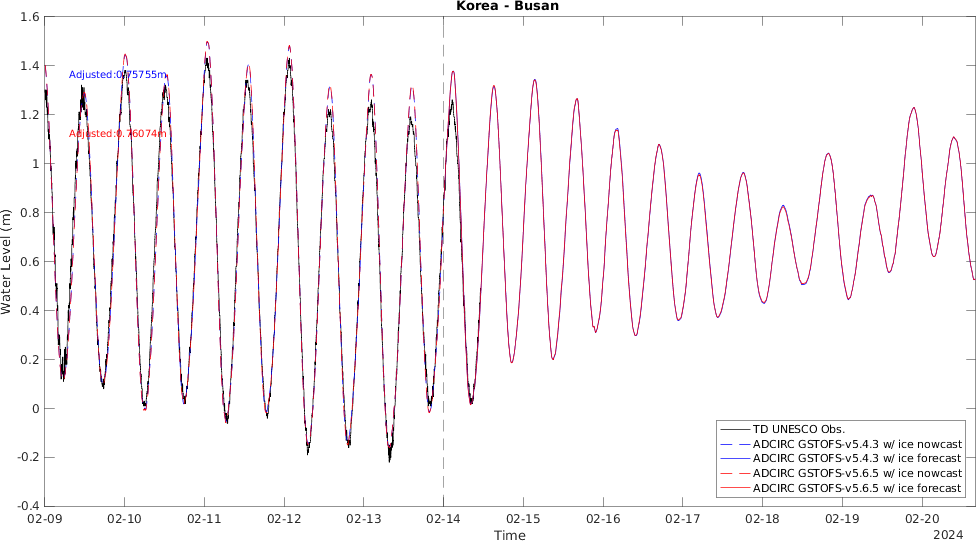 Korea - Busan
1.6
1.4
1.2
1
0.8
0.6
0.4
0.2
0
-0.2
-0.4
Water Level (m)
Adjusted:0.75755m
Adjusted:0.76074m
TD UNESCO Obs.
ADCIRC GSTOFS-v5.4.3 w/ ice nowcast
ADCIRC GSTOFS-v5.4.3 w/ ice forecast
ADCIRC GSTOFS-v5.6.5 w/ ice nowcast
ADCIRC GSTOFS-v5.6.5 w/ ice forecast
02-09 02-10 02-11 02-12 02-13 02-14 02-15 02-16 02-17 02-18 02-19 02-20
Time
2024